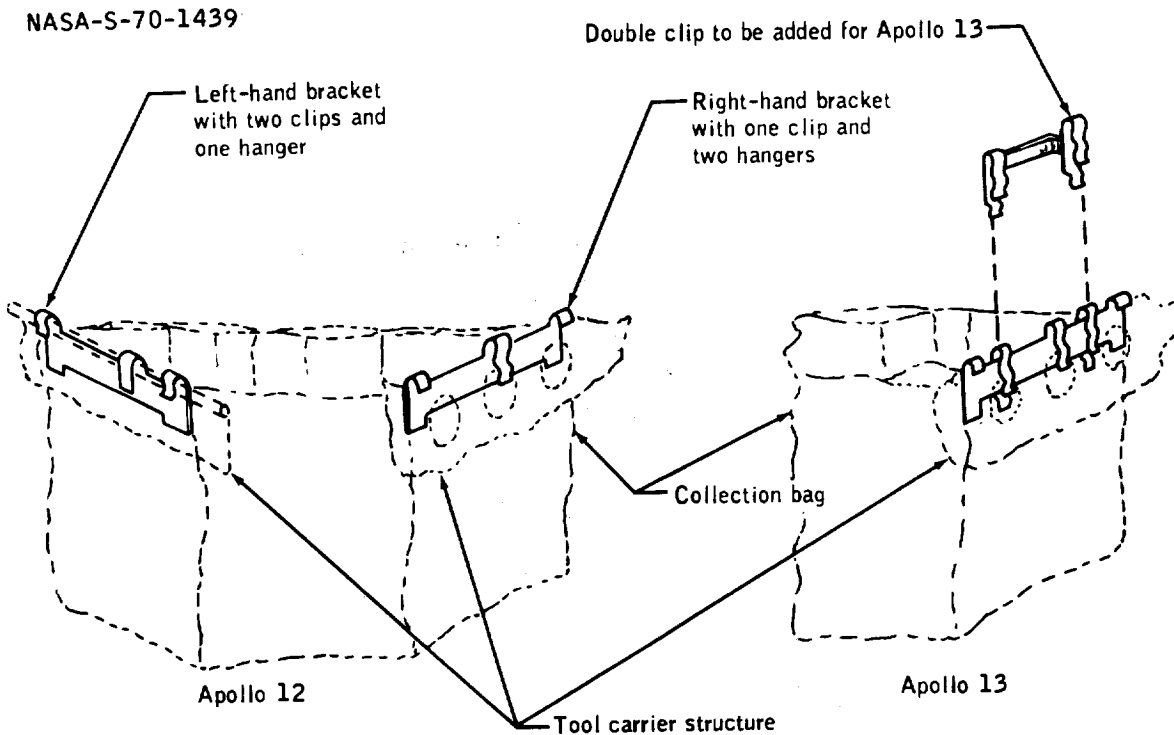 NASA-S-70-1439
Double clip to be added for Apollo 13
Left-hand bracket
with two clips and
one hanger
Right-hand bracket
with one clip and
two hangers
Collection bag
Apollo 12
Apollo 13
Tool carrier structure